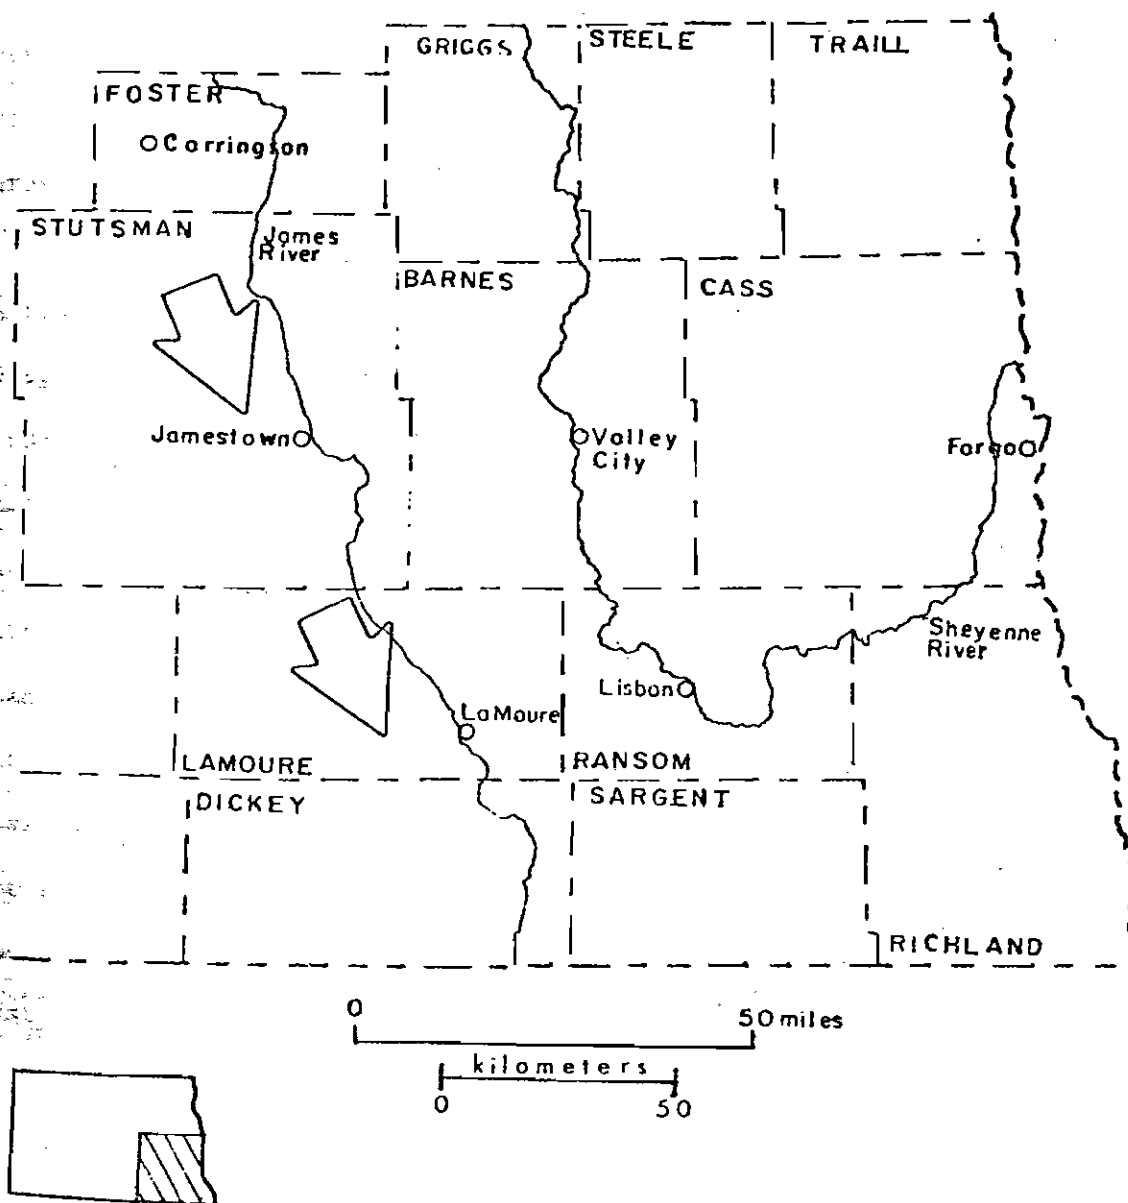 GRIGGS
STEELE
TRAILL
FOSTER
Carrington
STUTSMAN
James
River
BARNES
CASS
Jamestown
Valley
City
Fargo
Sheyenne
River
Lisbon
LaMoure
LAMOURE
RANSOM
DICKEY
SARGENT
RICHLAND
0 50 miles
kilometers
0 50